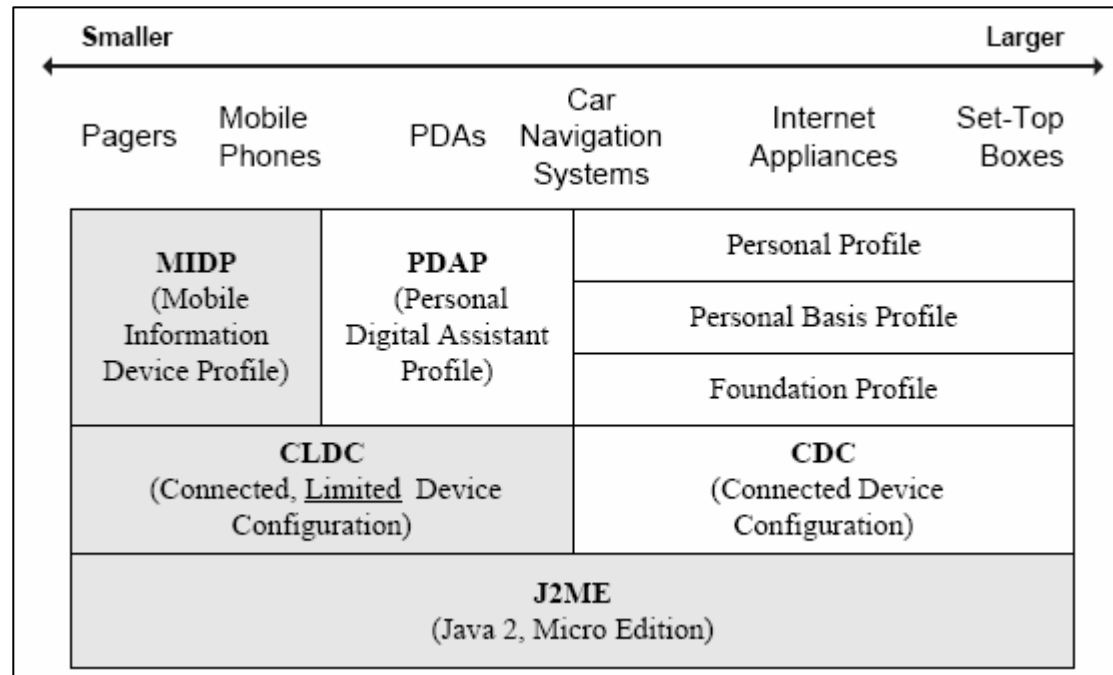 Smaller
Larger
Pagers
Mobile
Phones
PDAs
Car
Navigation
Systems
Internet
Appliances
Set-Top
Boxes
MIDP
(Mobile
Information
Device Profile)
PDAP
(Personal
Digital Assistant
Profile)
Personal Profile
Personal Basis Profile
Foundation Profile
CLDC
(Connected, Limited Device
Configuration)
CDC
(Connected Device
Configuration)
J2ME
(Java 2, Micro Edition)